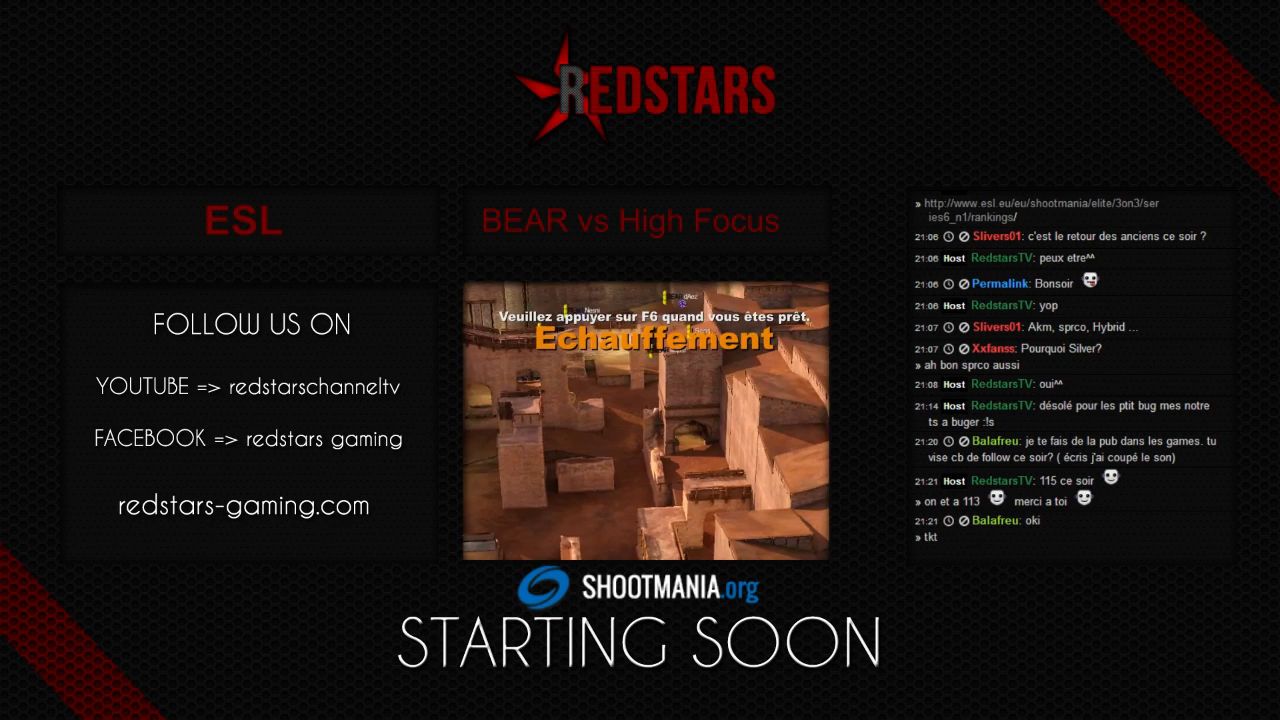 REDSTARS
ESL
BEAR vs High Focus
FOLLOW US ON
YOUTUBE => redstarschanneltv
FACEBOOK => redstars gaming
redstars-gaming.com
Veuillez appuyer sur F6 quand vous êtes prêt.
Echauffement
» http://www.esl.eu/eu/shootmania/elite/3on3/ser
ies6_n1/rankings/
21:06 Slivers01: c'est le retour des anciens ce soir ?
21:06 Host RedstarsTV: peux etre^^
21:06 Permalink: Bonsoir
21:06 Host RedstarsTV: yop
21:07 Slivers01: Akm, sprco, Hybrid ...
21:07 Xxfanss: Pourquoi Silver?
» ah bon sprco aussi
21:08 Host RedstarsTV: oui^^
21:14 Host RedstarsTV: désolé pour les ptit bug mes notre
ts a buger :!s
21:20 Balafreu: je te fais de la pub dans les games. tu
vise cb de follow ce soir? ( écris j'ai coupé le son)
21:21 Host RedstarsTV: 115 ce soir
» on et a 113 merci a toi
21:21 Balafreu: oki
» tkt
SHOOTMANIA.org
STARTING SOON